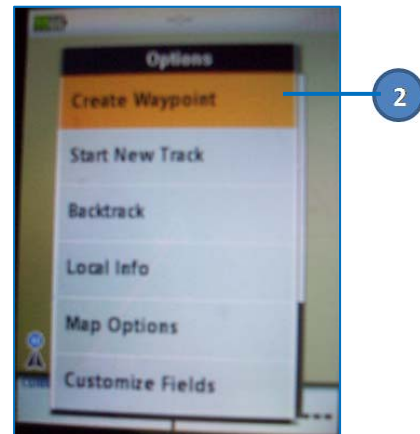 Options
Create Waypoint
2
Start New Track
Backtrack
Local Info
Map Options
Customize Fields